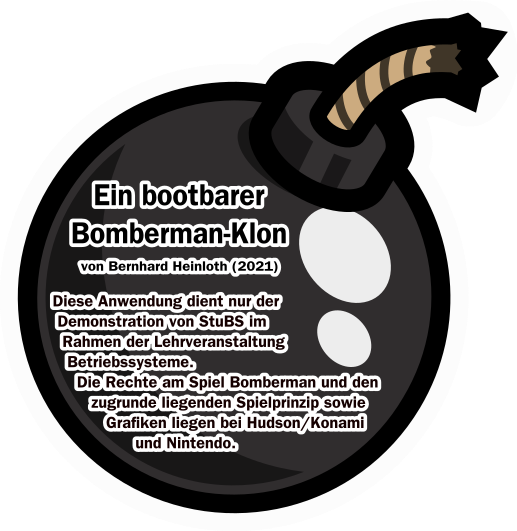 Ein bootbarer
Bomberman-Klon
von Bernhard Heinloth (2021)
Diese Anwendung dient nur der
Demonstration von StuBS im
Rahmen der Lehrveranstaltung
Betriebssysteme.
Die Rechte am Spiel Bomberman und den
zugrunde liegenden Spielprinzip sowie
Grafiken liegen bei Hudson/Konami
und Nintendo.